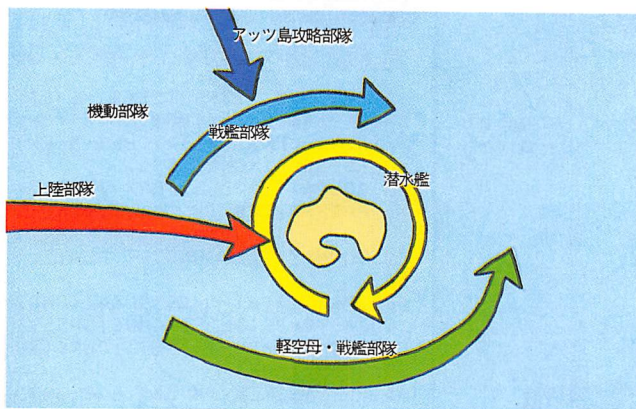 アッツ島攻略部隊
機動部隊
戦艦部隊
潜水艦
上陸部隊
軽空母・戦艦部隊